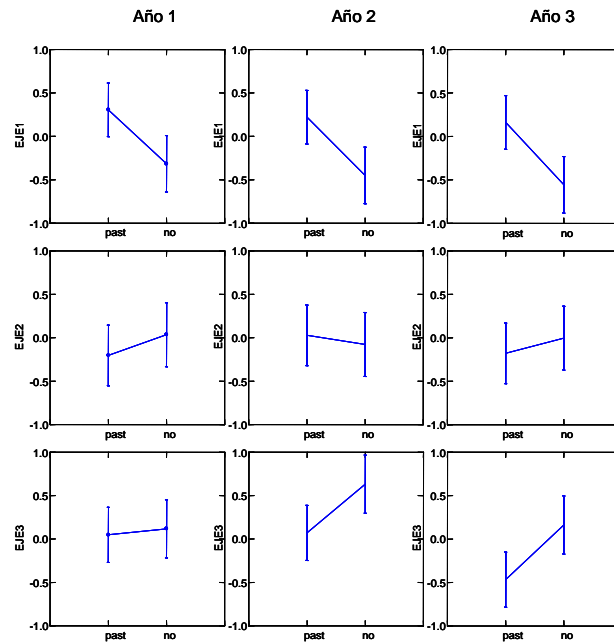 Año 1 Año 2 Año 3
1.0 1.0 1.0
0.5 0.5 0.5
EJE1 0.0 EJE1 0.0 EJE1 0.0
-0.5 -0.5 -0.5
-1.0 -1.0 -1.0
past no past no past no
1.0 1.0 1.0
0.5 0.5 0.5
EJE2 0.0 EJE2 0.0 EJE2 0.0
-0.5 -0.5 -0.5
-1.0 -1.0 -1.0
past no past no past no
1.0 1.0 1.0
0.5 0.5 0.5
EJE3 0.0 EJE3 0.0 EJE3 0.0
-0.5 -0.5 -0.5
-1.0 -1.0 -1.0
past no past no past no